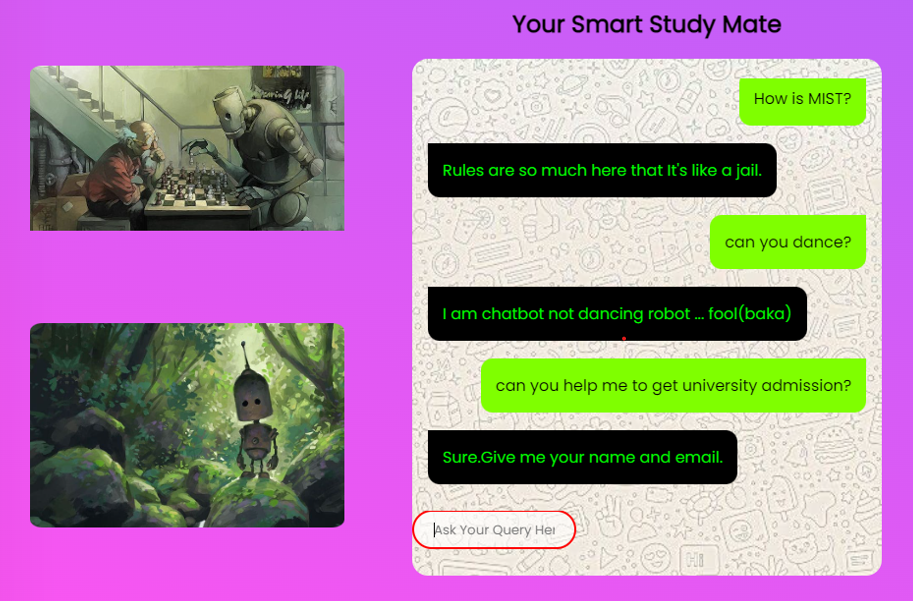 Your Smart Study Mate
How is MIST?
Rules are so much here that It's like a jail.
can you dance?
I am chatbot not dancing robot ... fool(baka)
can you help me to get university admission?
Sure.Give me your name and email.
Ask Your Query Her
Hi